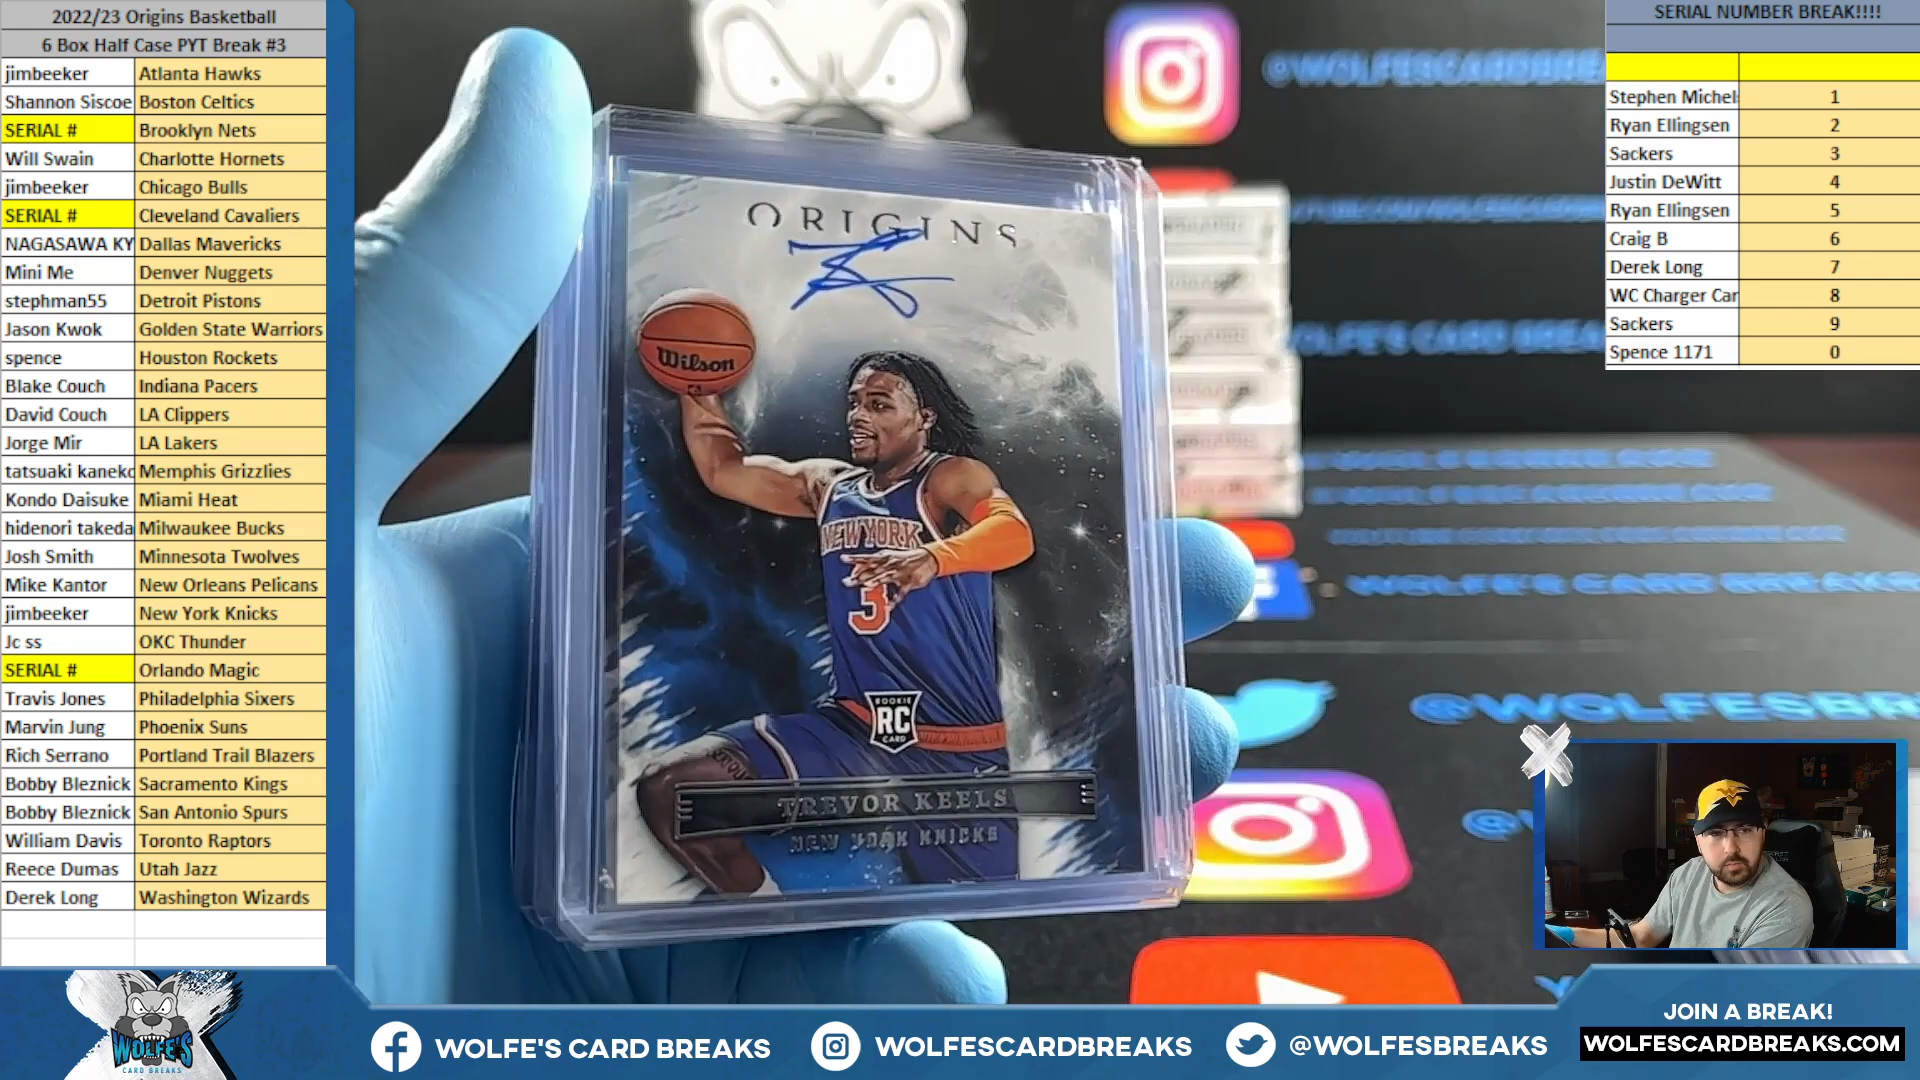 2022/23 Origins Basketball
6 Box Half Case PYT Break #3
jimbeeker Atlanta Hawks
Shannon Siscoe Boston Celtics
SERIAL # Brooklyn Nets
Will Swain Charlotte Hornets
jimbeeker Chicago Bulls
SERIAL # Cleveland Cavaliers
NAGASAWA KY Dallas Mavericks
Mini Me Denver Nuggets
stephman55 Detroit Pistons
Jason Kwok Golden State Warriors
spence Houston Rockets
Blake Couch Indiana Pacers
David Couch LA Clippers
Jorge Mir LA Lakers
tatsuaki kaneko Memphis Grizzlies
Kondo Daisuke Miami Heat
hidenori takeda Milwaukee Bucks
Josh Smith Minnesota Twolves
Mike Kantor New Orleans Pelicans
jimbeeker New York Knicks
Jc ss OKC Thunder
SERIAL # Orlando Magic
Travis Jones Philadelphia Sixers
Marvin Jung Phoenix Suns
Rich Serrano Portland Trail Blazers
Bobby Bleznick Sacramento Kings
Bobby Bleznick San Antonio Spurs
William Davis Toronto Raptors
Reece Dumas Utah Jazz
Derek Long Washington Wizards
ORIGINS
Wilson
NEW YORK
3
ROOKIE
RC
CARD
TREVOR KEELS
NEW YORK KNICKS
@WOLFESCARDBRE
WOLFE'S CARD BREAKS
@WOLFESBR
SERIAL NUMBER BREAK!!!!
Stephen Michel 1
Ryan Ellingsen 2
Sackers 3
Justin DeWitt 4
Ryan Ellingsen 5
Craig B 6
Derek Long 7
WC Charger Car 8
Sackers 9
Spence 1171 0
WOLFE'S
CARD BREAKS
WOLFE'S CARD BREAKS
WOLFESCARDBREAKS
@WOLFESBREAKS
JOIN A BREAK!
WOLFESCARDBREAKS.COM